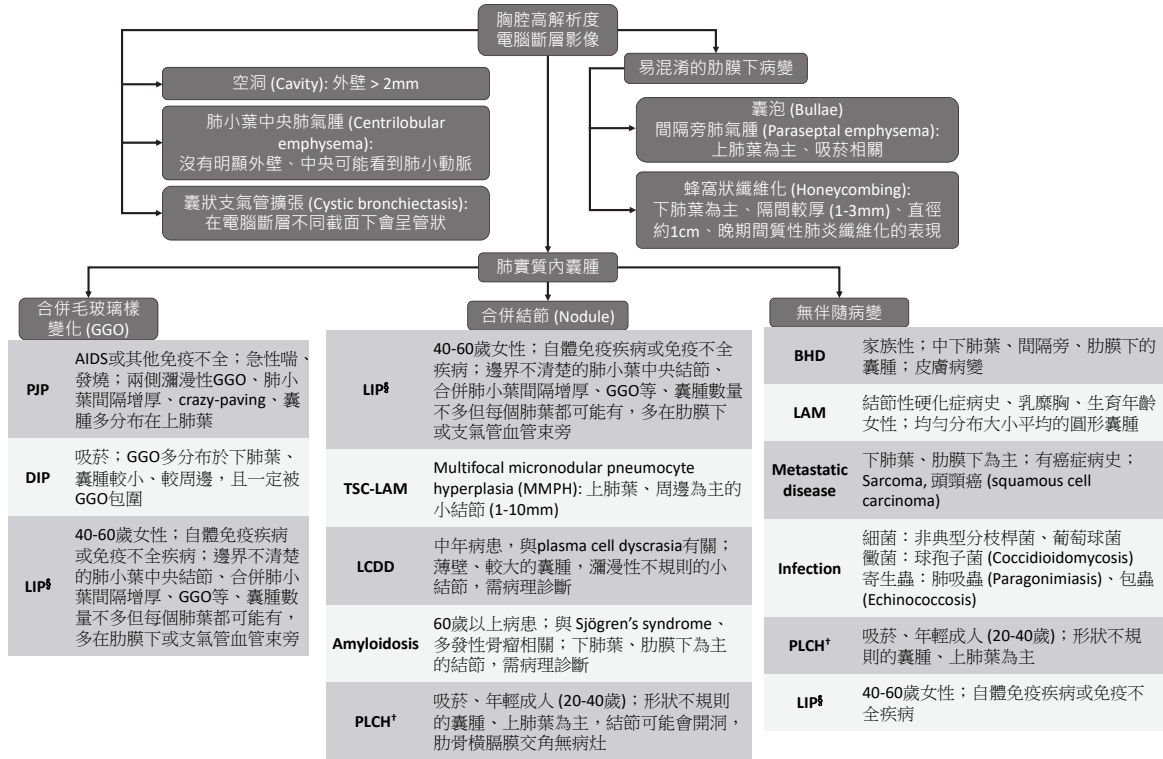 胸腔高解析度
電腦斷層影像
空洞 (Cavity): 外壁 > 2mm
肺小葉中央肺氣腫 (Centrilobular
emphysema):
沒有明顯外壁、中央可能看到肺小動脈
囊狀支氣管擴張 (Cystic bronchiectasis):
在電腦斷層不同截面下會呈管狀
易混淆的肋膜下病變
囊泡 (Bullae)
間隔旁肺氣腫 (Paraseptal emphysema):
上肺葉為主、吸菸相關
蜂窩狀纖維化 (Honeycombing):
下肺葉為主、隔間較厚 (1-3mm)、直徑
約1cm、晚期間質性肺炎纖維化的表現
肺實質內囊腫
合併毛玻璃樣
變化 (GGO)
PJP
AIDS或其他免疫不全；急性喘、
發燒；兩側瀰漫性GGO、肺小
葉間隔增厚、crazy-paving、囊
腫多分布在上肺葉
DIP
吸菸；GGO多分布於下肺葉、
囊腫較小、較周邊，且一定被
GGO包圍
LIP§
40-60歲女性；自體免疫疾病
或免疫不全疾病；邊界不清楚
的肺小葉中央結節、合併肺小
葉間隔增厚、GGO等、囊腫數
量不多但每個肺葉都可能有，
多在肋膜下或支氣管血管束旁
合併結節 (Nodule)
LIP§
40-60歲女性；自體免疫疾病或免疫不全
疾病；邊界不清楚的肺小葉中央結節、
合併肺小葉間隔增厚、GGO等、囊腫數量
不多但每個肺葉都可能有，多在肋膜下
或支氣管血管束旁
TSC-LAM
Multifocal micronodular pneumocyte
hyperplasia (MMPH): 上肺葉、周邊為主的
小結節 (1-10mm)
LCDD
中年病患，與plasma cell dyscrasia有關；
薄壁、較大的囊腫，瀰漫性不規則的小
結節，需病理診斷
Amyloidosis
60歲以上病患；與 Sjögren's syndrome、
多發性骨瘤相關；下肺葉、肋膜下為主
的結節，需病理診斷
PLCH†
吸菸、年輕成人 (20-40歲)；形狀不規則
的囊腫、上肺葉為主，結節可能會開洞，
肋骨橫膈膜交角無病灶
無伴隨病變
BHD
家族性；中下肺葉、間隔旁、肋膜下的
囊腫；皮膚病變
LAM
結節性硬化症病史、乳糜胸、生育年齡
女性；均勻分布大小平均的圓形囊腫
Metastatic
disease
下肺葉、肋膜下為主；有癌症病史；
Sarcoma, 頭頸癌 (squamous cell
carcinoma)
Infection
細菌：非典型分枝桿菌、葡萄球菌
黴菌：球孢子菌 (Coccidioidomycosis)
寄生蟲：肺吸蟲 (Paragonimiasis)、包蟲
(Echinococcosis)
PLCH†
吸菸、年輕成人 (20-40歲)；形狀不規
則的囊腫、上肺葉為主
LIP§
40-60歲女性；自體免疫疾病或免疫不
全疾病